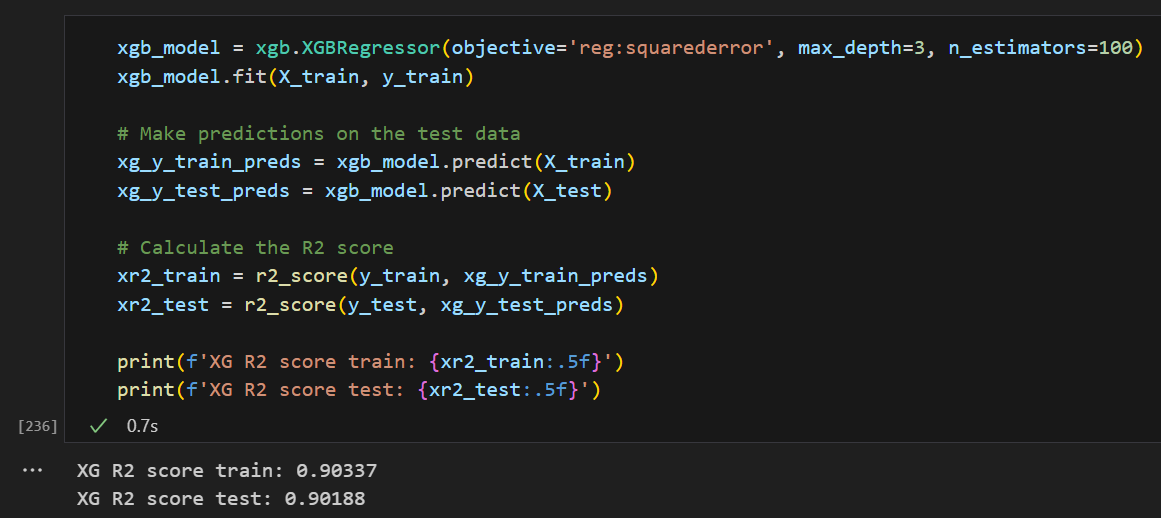 xgb_model = xgb.XGBRegressor(objective='reg:squarederror', max_depth=3, n_estimators=100)
xgb_model.fit(X_train, y_train)
# Make predictions on the test data
xg_y_train_preds = xgb_model.predict(X_train)
xg_y_test_preds = xgb_model.predict(X_test)
# Calculate the R2 score
xr2_train = r2_score(y_train, xg_y_train_preds)
xr2_test = r2_score(y_test, xg_y_test_preds)
print(f'XG R2 score train: {xr2_train:.5f}')
print(f'XG R2 score test: {xr2_test:.5f}')
[236] ✓ 0.7s
... XG R2 score train: 0.90337
XG R2 score test: 0.90188